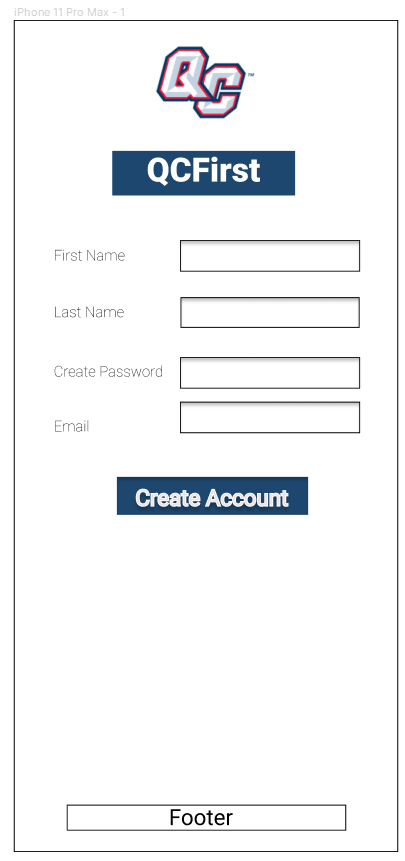 iPhone 11 Pro Max - 1
QC™
QCFirst
First Name
Last Name
Create Password
Email
Create Account
Footer